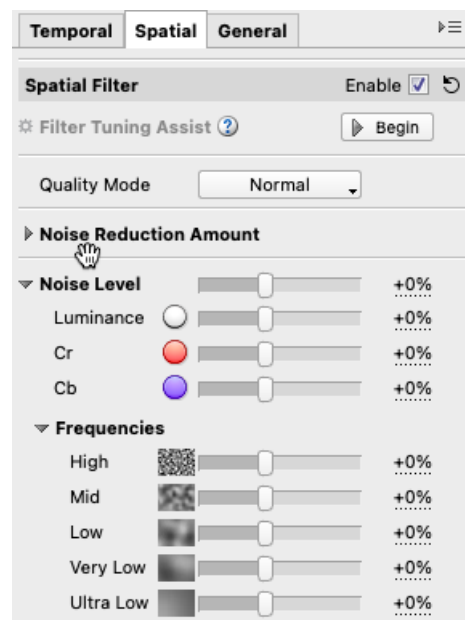 Temporal Spatial General
Spatial Filter Enable
Filter Tuning Assist ? Begin
Quality Mode Normal
Noise Reduction Amount
Noise Level +0%
Luminance +0%
Cr +0%
Cb +0%
Frequencies
High +0%
Mid +0%
Low +0%
Very Low +0%
Ultra Low +0%